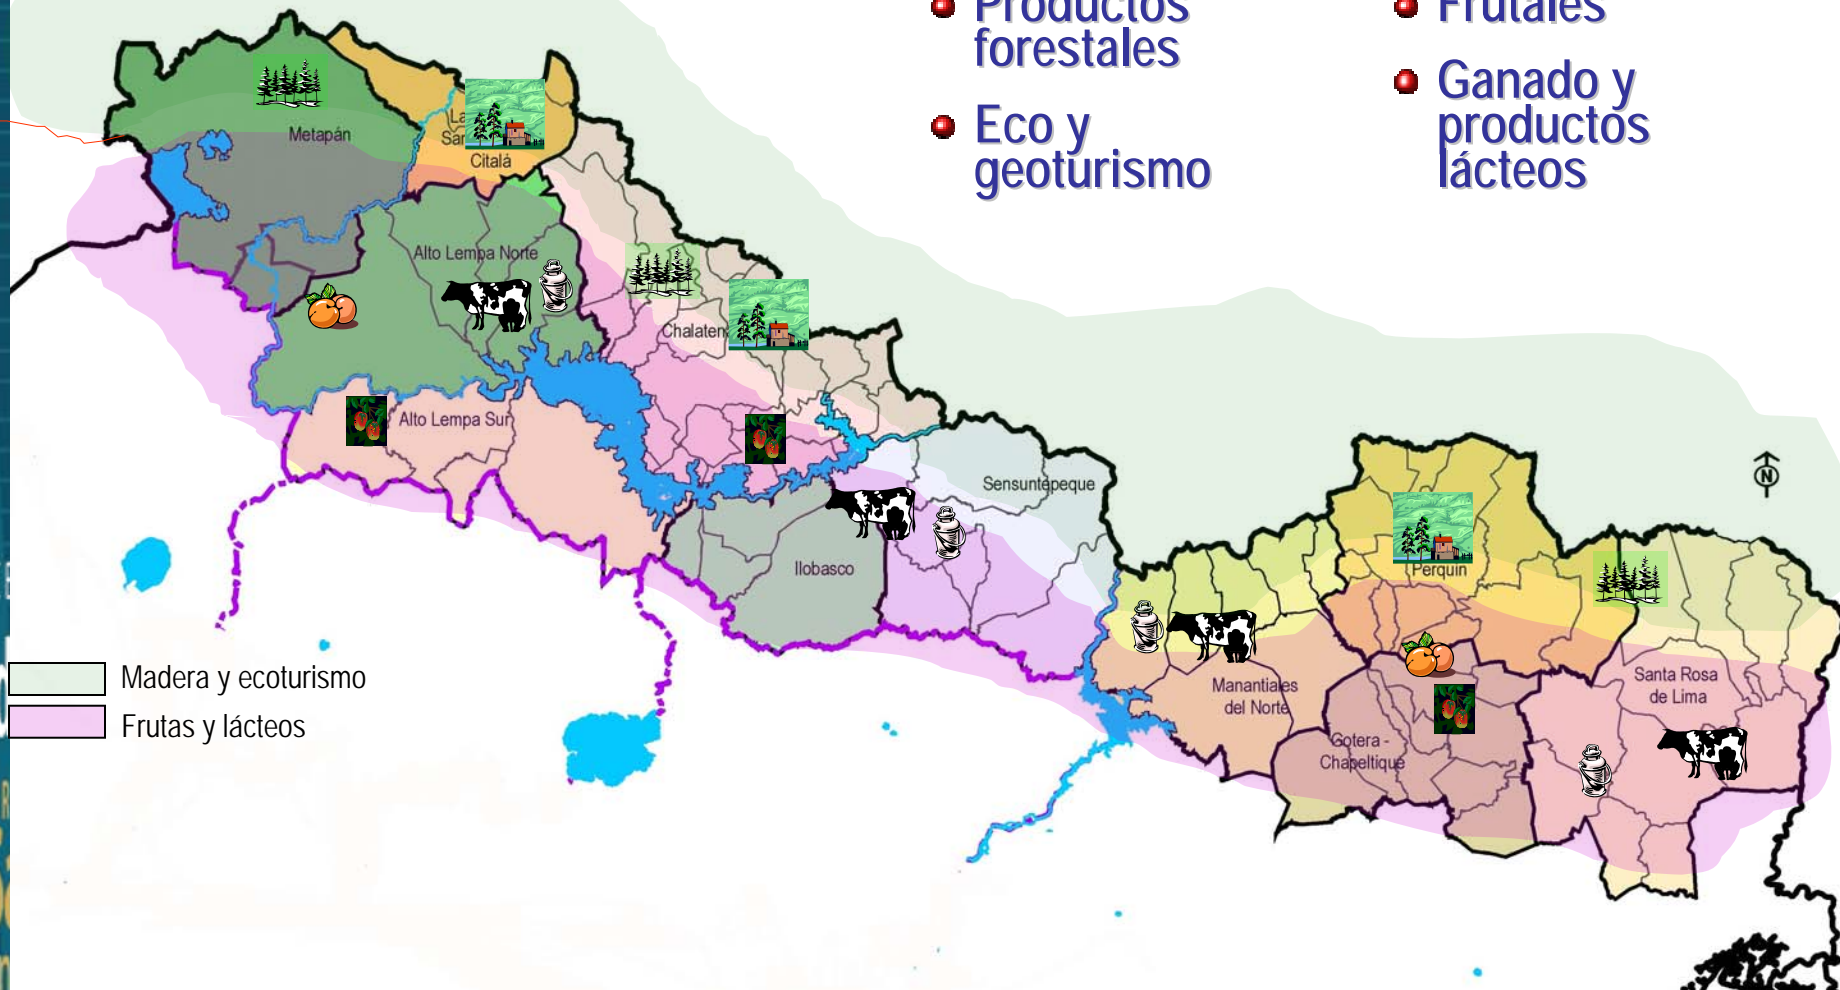 Productos
forestales
Eco y
geoturismo
Frutales
Ganado y
productos
lácteos
Metapán
La
Citalá
Alto Lempa Norte
Chalaten
Alto Lempa Sur
Sensuntepeque
Ilobasco
Perquín
Manantiales
del Norte
Gotera -
Chapeltique
Santa Rosa
de Lima
N
Madera y ecoturismo
Frutas y lácteos